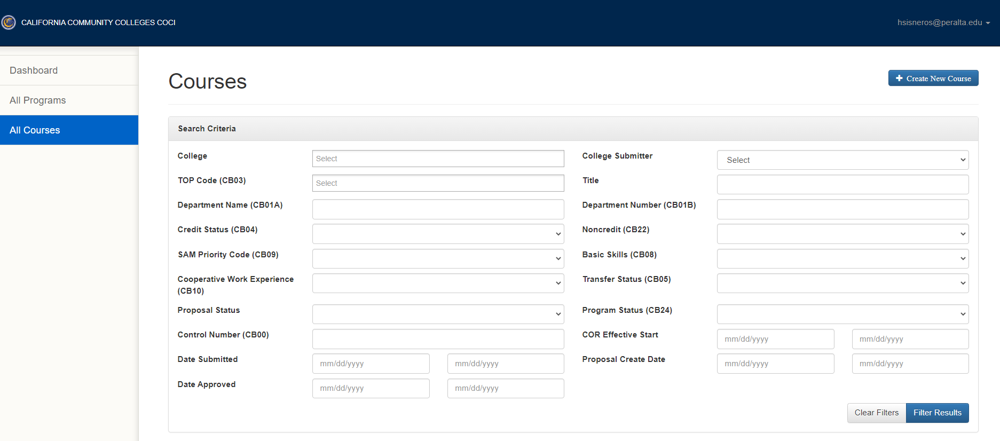 CALIFORNIA COMMUNITY COLLEGES COCI
hsisneros@peralta.edu
Dashboard
All Programs
All Courses
Courses
Create New Course
Search Criteria
College Select
College Submitter Select
TOP Code (CB03) Select
Title
Department Name (CB01A)
Department Number (CB01B)
Credit Status (CB04)
Noncredit (CB22)
SAM Priority Code (CB09)
Basic Skills (CB08)
Cooperative Work Experience
(CB10)
Transfer Status (CB05)
Proposal Status
Program Status (CB24)
Control Number (CB00)
COR Effective Start mm/dd/yyyy mm/dd/yyyy
Date Submitted mm/dd/yyyy mm/dd/yyyy
Proposal Create Date mm/dd/yyyy mm/dd/yyyy
Date Approved mm/dd/yyyy mm/dd/yyyy
Clear Filters Filter Results